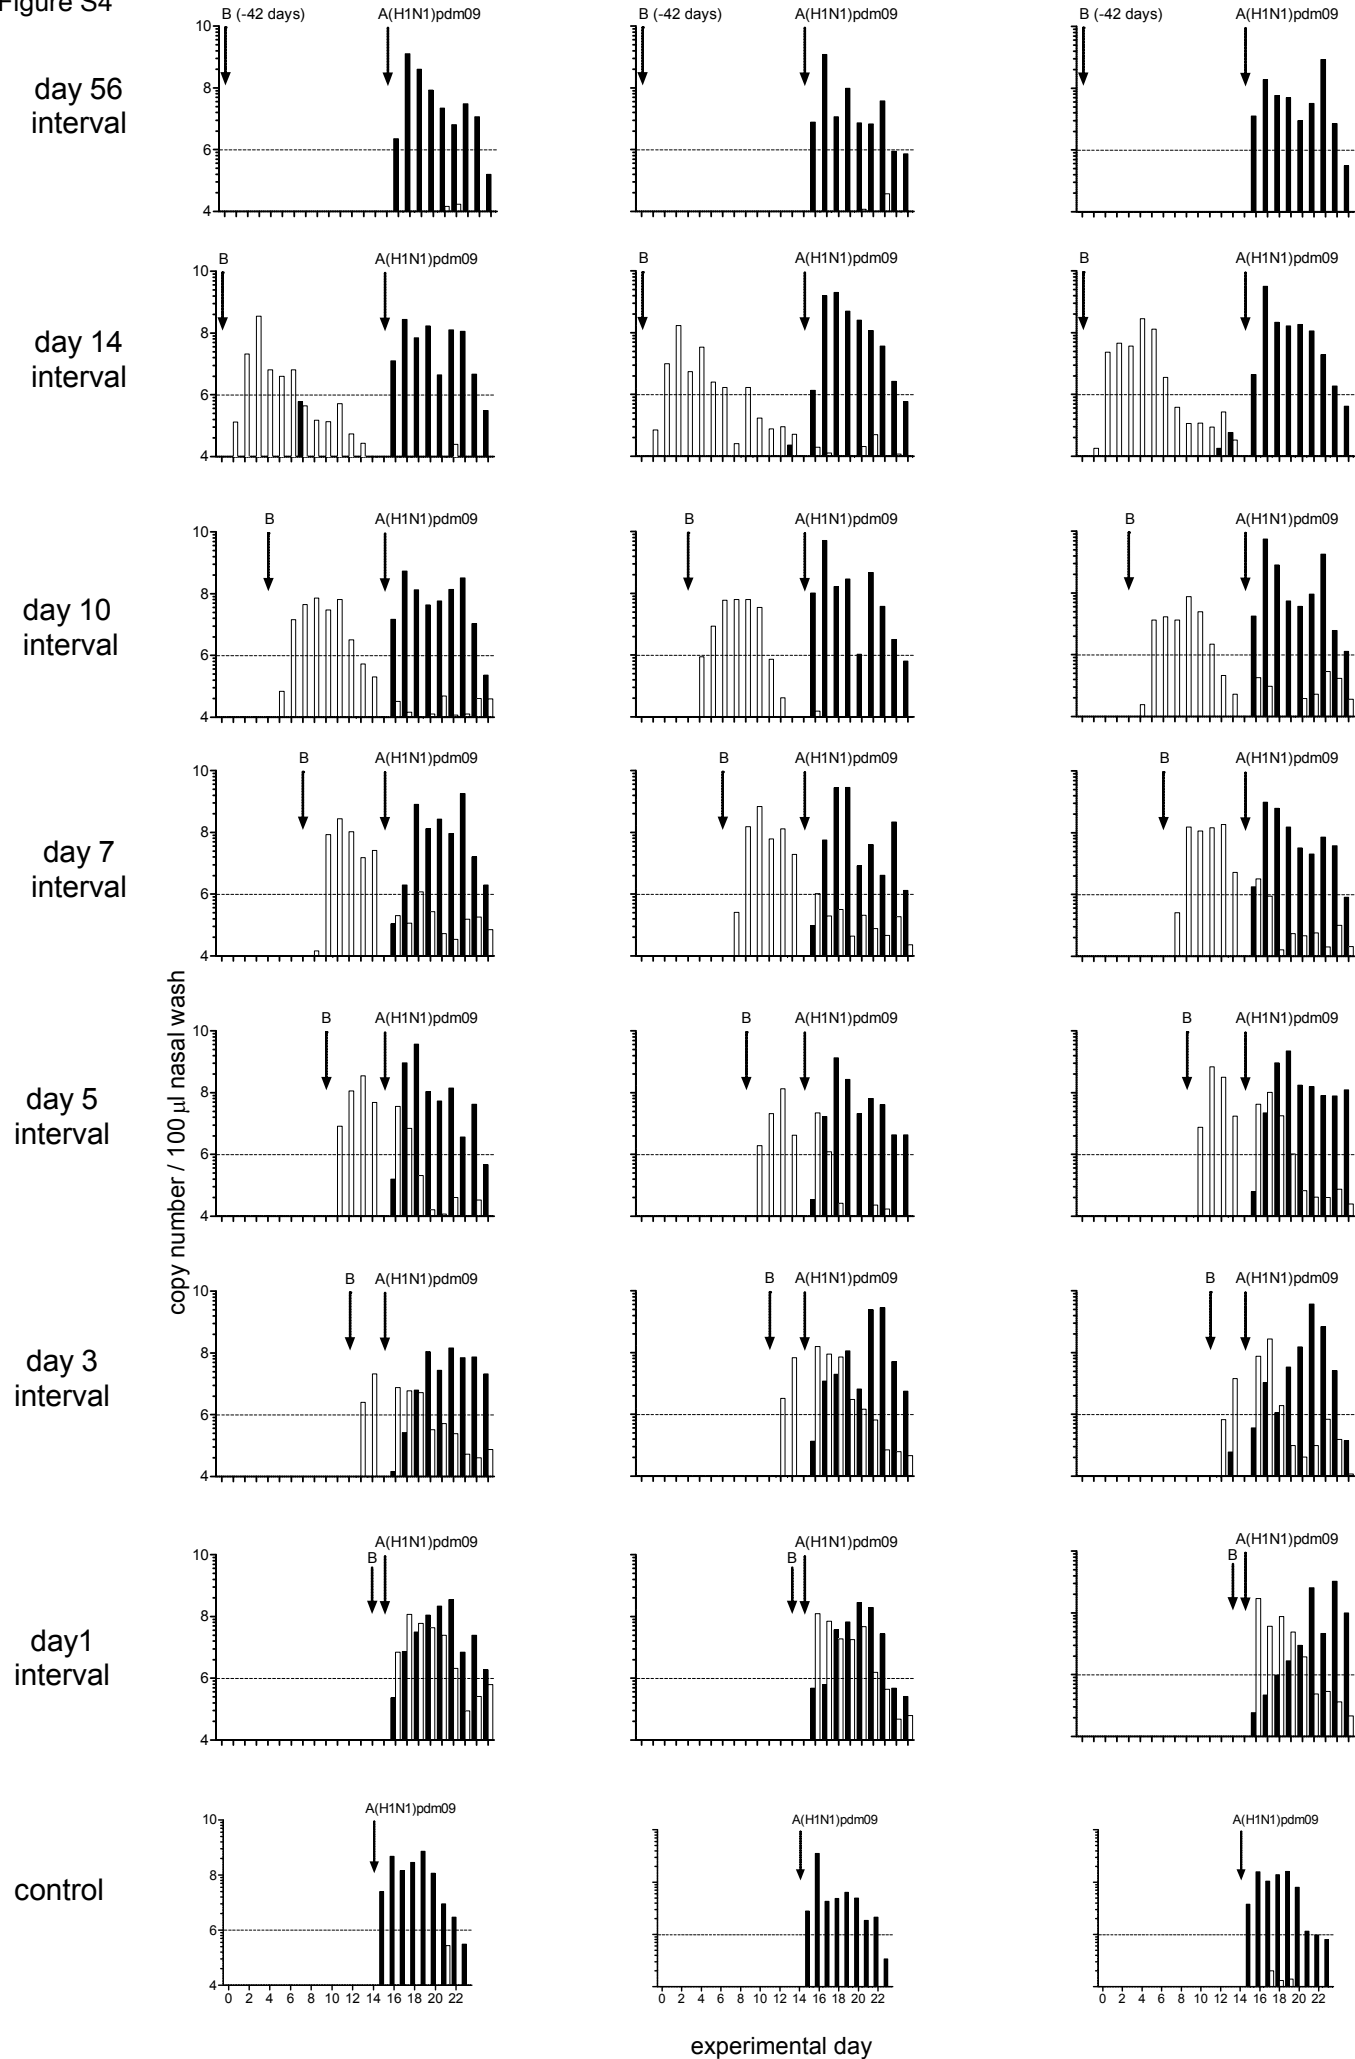 Figure S4
B (-42 days) A(H1N1)pdm09 B (-42 days) A(H1N1)pdm09 B (-42 days) A(H1N1)pdm09
day 56
interval
10
8
6
4
B A(H1N1)pdm09 B A(H1N1)pdm09 B A(H1N1)pdm09
day 14
interval
10
8
6
4
B A(H1N1)pdm09 B A(H1N1)pdm09 B A(H1N1)pdm09
day 10
interval
10
8
6
4
B A(H1N1)pdm09 B A(H1N1)pdm09 B A(H1N1)pdm09
day 7
interval
10
8
6
4
copy number / 100 µl nasal wash
B A(H1N1)pdm09 B A(H1N1)pdm09 B A(H1N1)pdm09
day 5
interval
10
8
6
4
B A(H1N1)pdm09 B A(H1N1)pdm09 B A(H1N1)pdm09
day 3
interval
10
8
6
4
A(H1N1)pdm09 A(H1N1)pdm09 A(H1N1)pdm09
B B B
day1
interval
10
8
6
4
A(H1N1)pdm09 A(H1N1)pdm09 A(H1N1)pdm09
control
10
8
6
4
0 2 4 6 8 10 12 14 16 18 20 22 0 2 4 6 8 10 12 14 16 18 20 22 0 2 4 6 8 10 12 14 16 18 20 22
experimental day